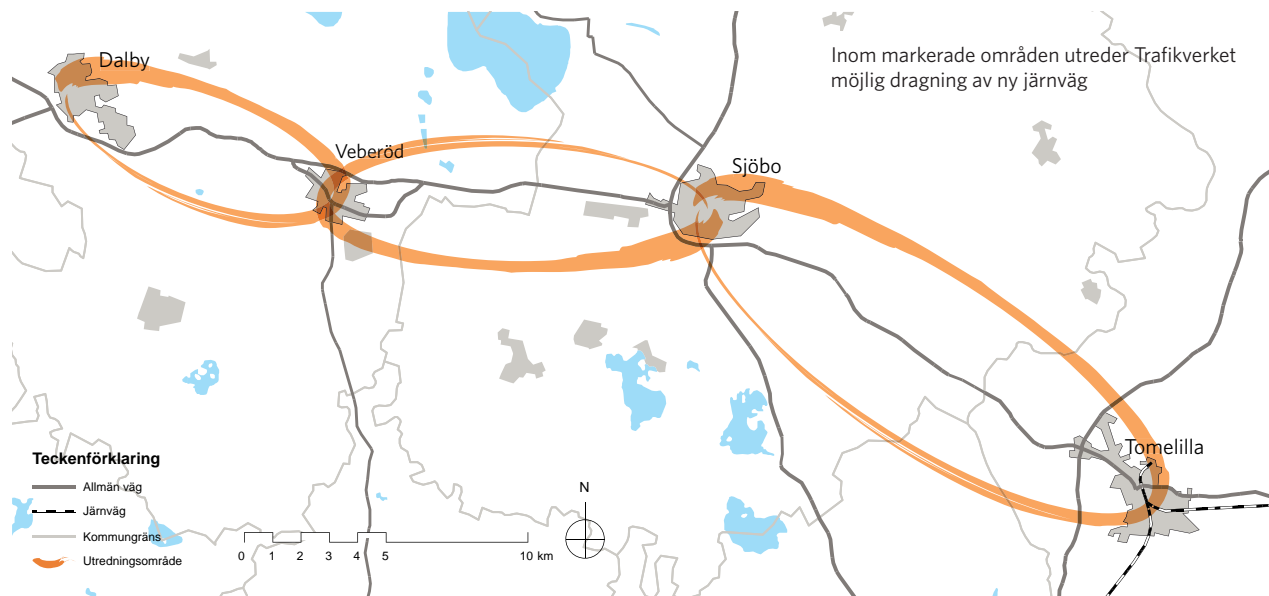 Inom markerade områden utreder Trafikverket
möjlig dragning av ny järnväg
Dalby
Veberöd
Sjöbo
Tomelilla
Teckenförklaring
Allmän väg
Järnväg
Kommungräns
Utredningsområde
0 1 2 3 4 5 10 km
N